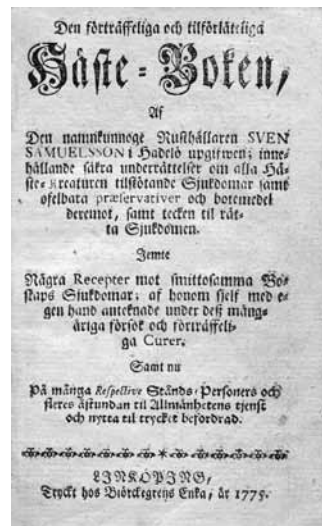 Den förträffeliga och tilförlåteliga
Häste-Boken,
Af
Den namnkunnoge Rusthållaren SVEN
SAMUELSSON i Hadelö upgifwen; inne-
hållande säkra underrättelser om alla Hä-
ste-Kreaturen tilstötande Sjukdomar samt
ofelbara præservativer och botemedel
deremot, samt tecken til rät-
ta Sjukdomen.
Jemte
Några Recepter mot smittosamma Bo-
skaps Sjukdomar; af honom sjelf med e-
gen hand anteknade under deß mång-
åriga försök och förträffeli-
ga Curer.
Samt nu
På många Respective Stånds-Personers och
fleres åstundan til Allmänhetens tjenst
och nytta til trycket befordrad.
LINKÖPING,
Tryckt hos Biörckegrens Enka, år 1775.